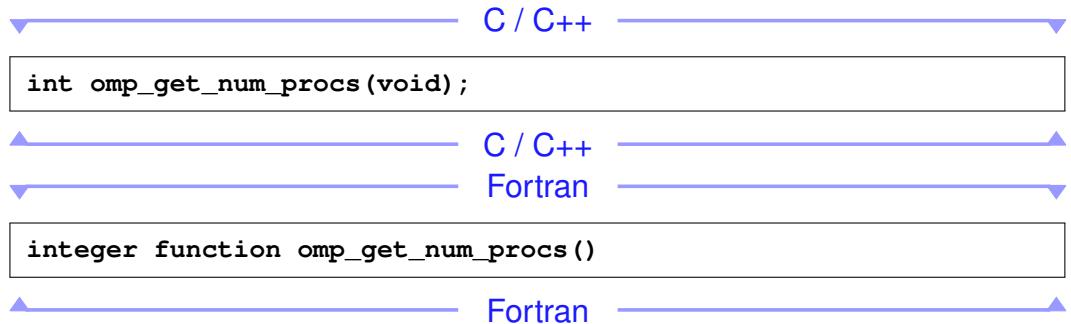 C / C++
int omp_get_num_procs(void);
C / C++
Fortran
integer function omp_get_num_procs()
Fortran